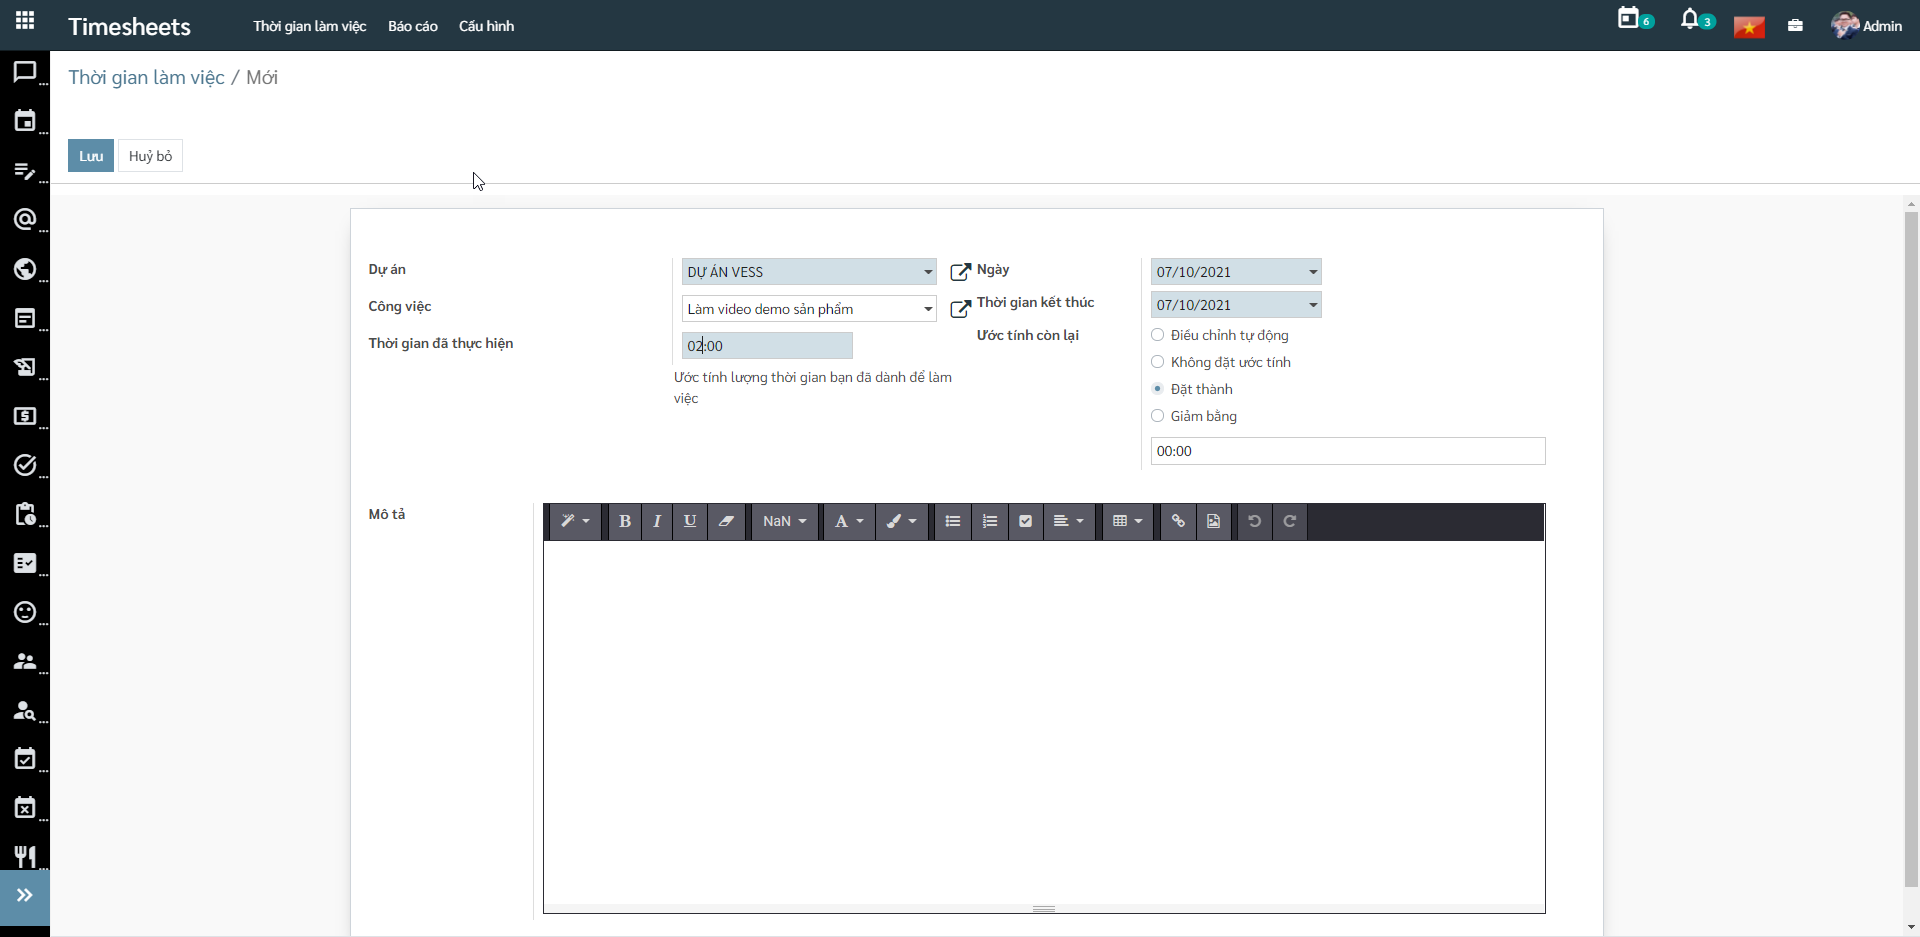 Timesheets
Thời gian làm việc
Báo cáo
Cấu hình
6
3
Admin
Thời gian làm việc / Mới
Lưu
Huỷ bỏ
Dự án
DỰ ÁN VESS
Công việc
Làm video demo sản phẩm
Thời gian đã thực hiện
02:00
Ước tính lượng thời gian bạn đã dành để làm
việc
Ngày
07/10/2021
Thời gian kết thúc
07/10/2021
Ước tính còn lại
Điều chỉnh tự động
Không đặt ước tính
Đặt thành
Giảm bằng
00:00
Mô tả
B I U
NaN
A